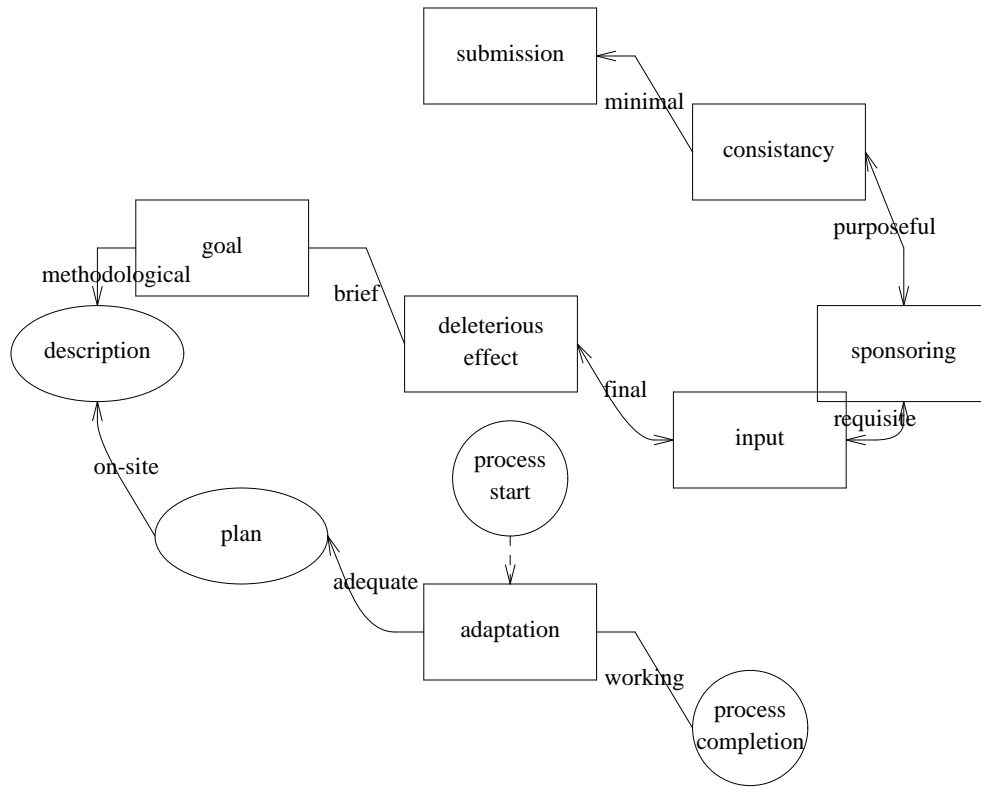 submission
minimal
consistancy
purposeful
goal
methodological
brief
deleterious
effect
description
sponsoring
final
requisite
input
process
start
on-site
plan
adequate
adaptation
working
process
completion